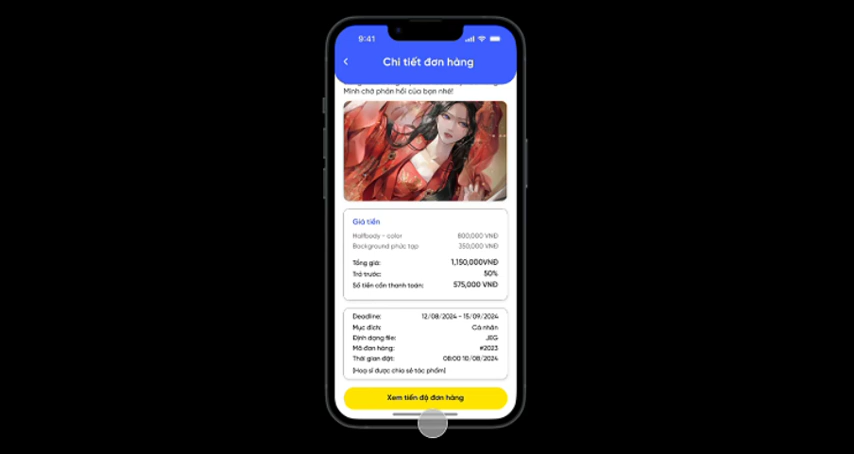 9:41
Chi tiết đơn hàng
Mình chờ phản hồi của bạn nhé!
Giá tiền
Halfbody - color 800,000 VNĐ
Background phức tạp 350,000 VNĐ
Tổng giá: 1,150,000VNĐ
Trả trước: 50%
Số tiền cần thanh toán: 575,000 VNĐ
Deadline: 12/08/2024 - 15/09/2024
Mục đích: Cá nhân
Định dạng file:
Mã đơn hàng: #2023
Thời gian đặt: 08:00 10/08/2024
[Hoạ sĩ được chia sẻ tác phẩm]
Xem tiến độ đơn hàng